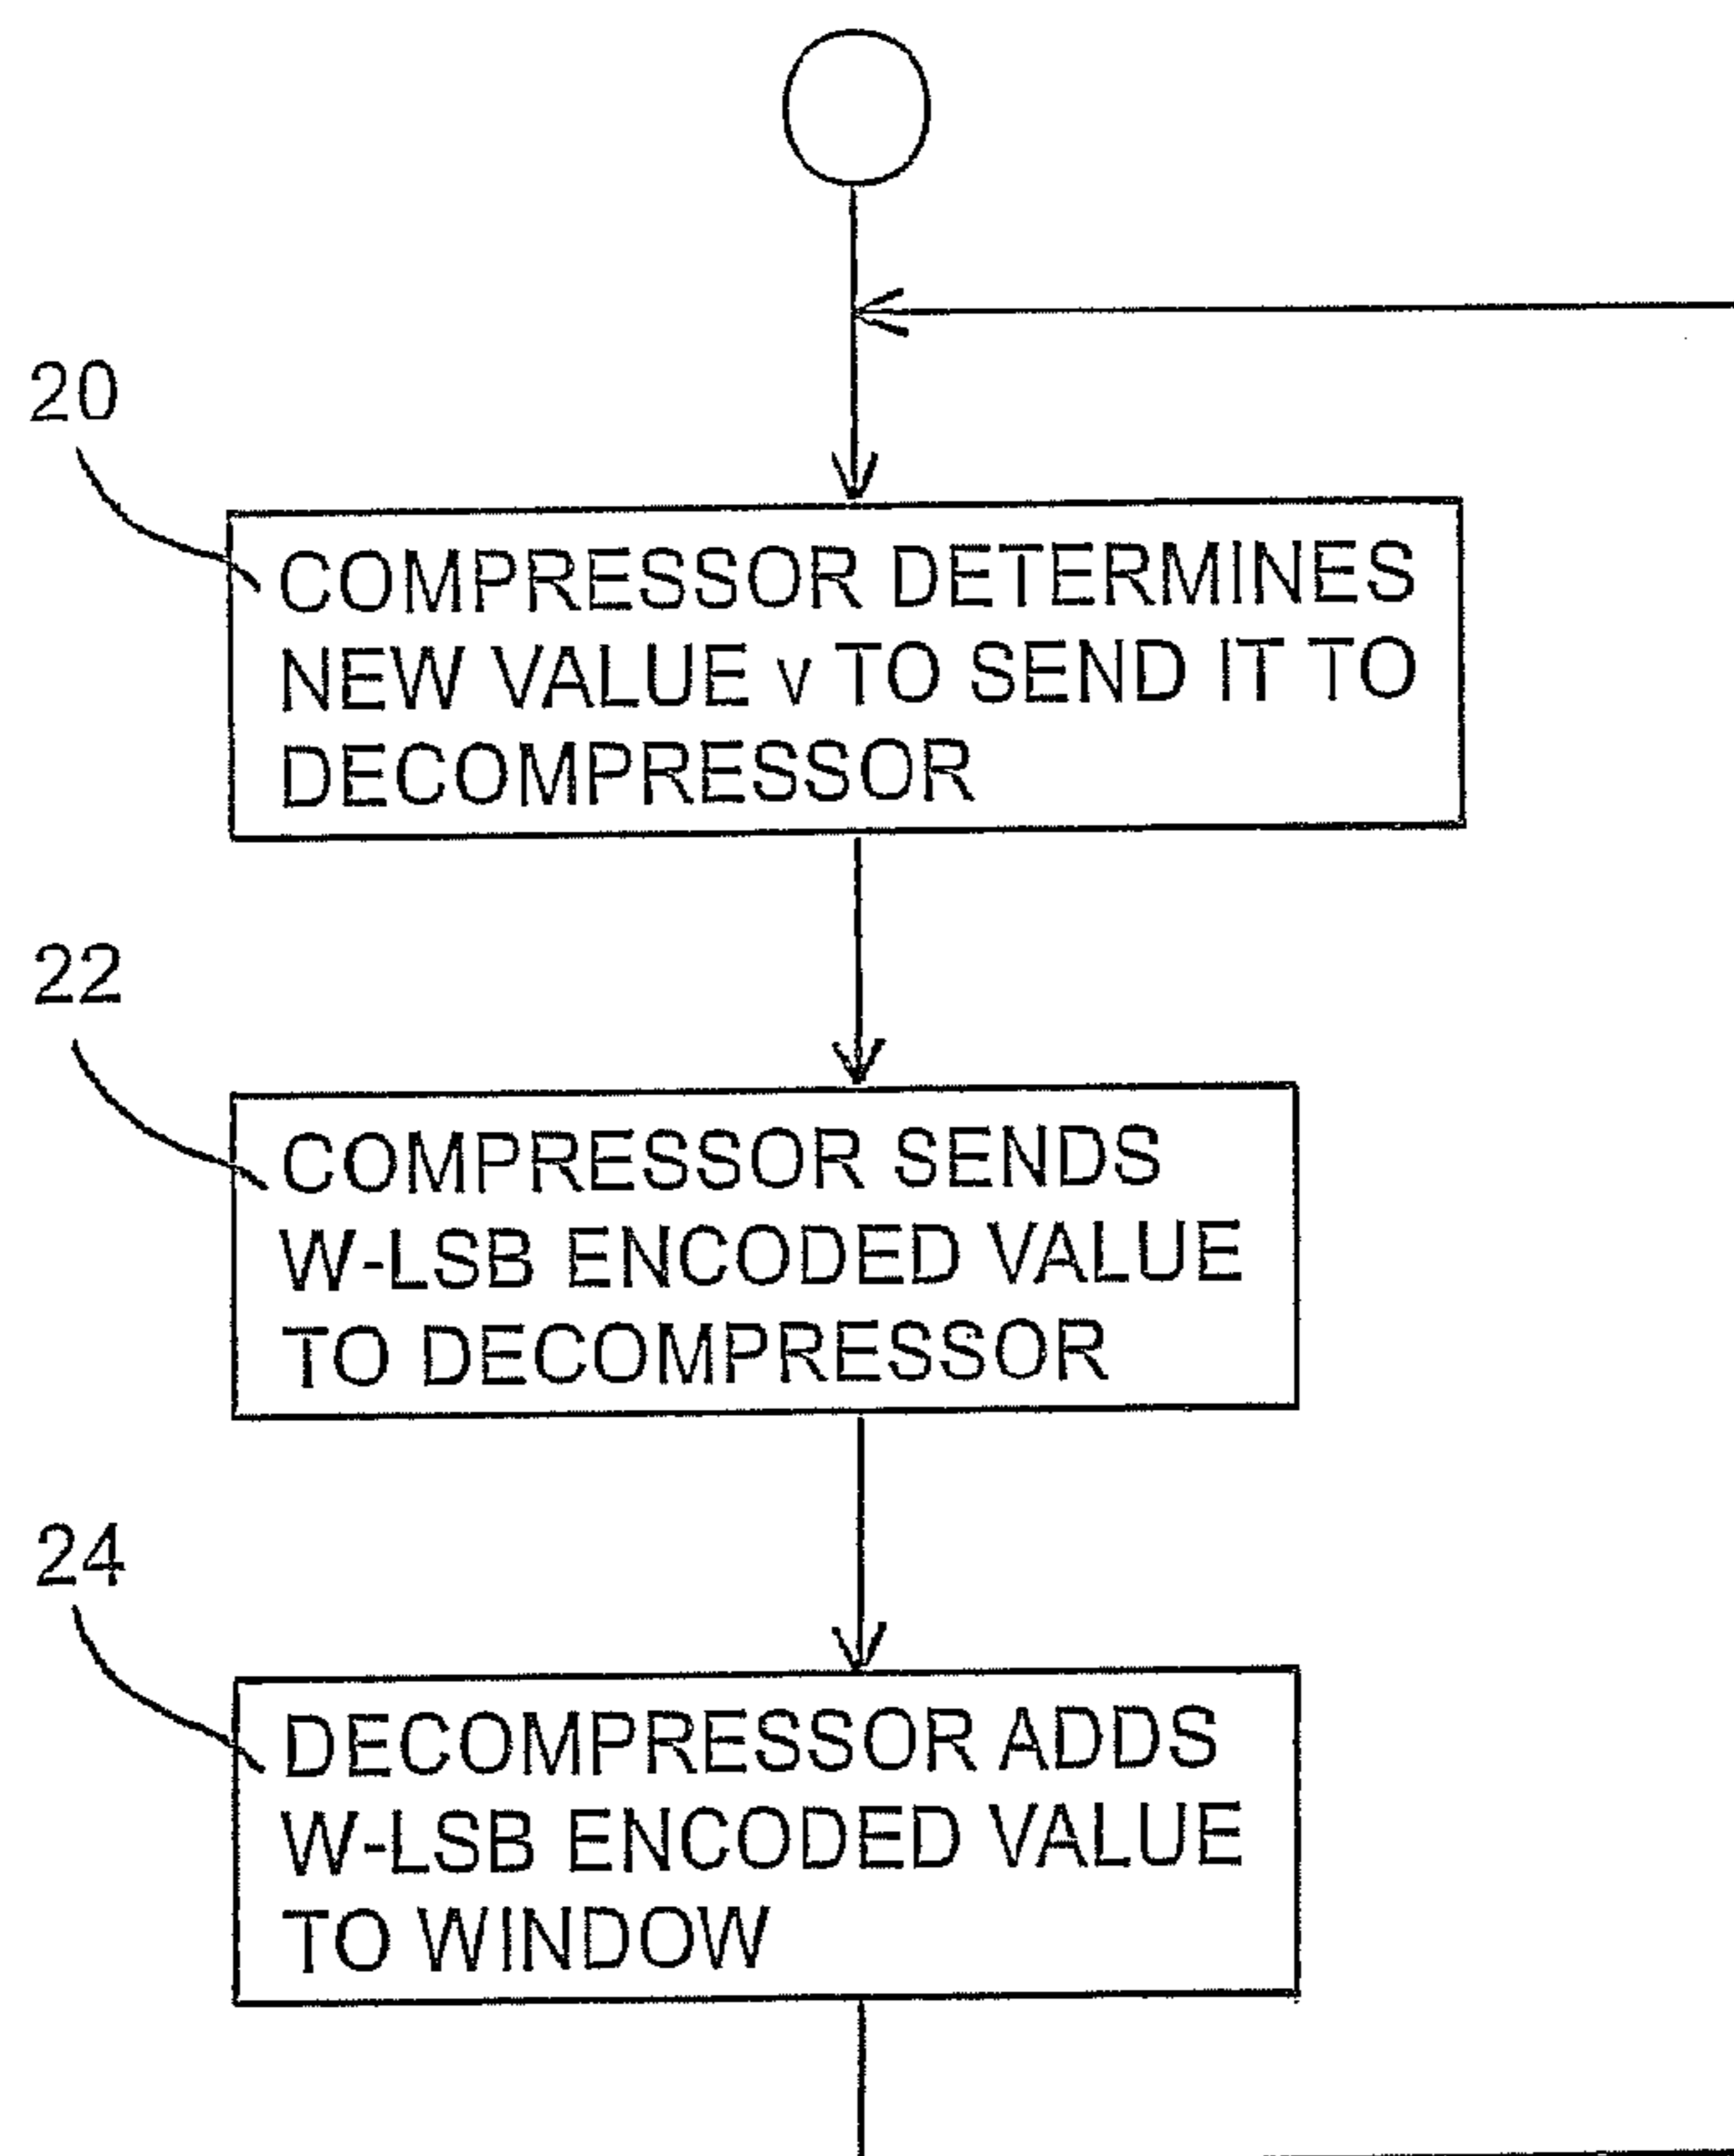 20
COMPRESSOR DETERMINES
NEW VALUE v TO SEND IT TO
DECOMPRESSOR
22
COMPRESSOR SENDS
W-LSB ENCODED VALUE
TO DECOMPRESSOR
24
DECOMPRESSOR ADDS
W-LSB ENCODED VALUE
TO WINDOW